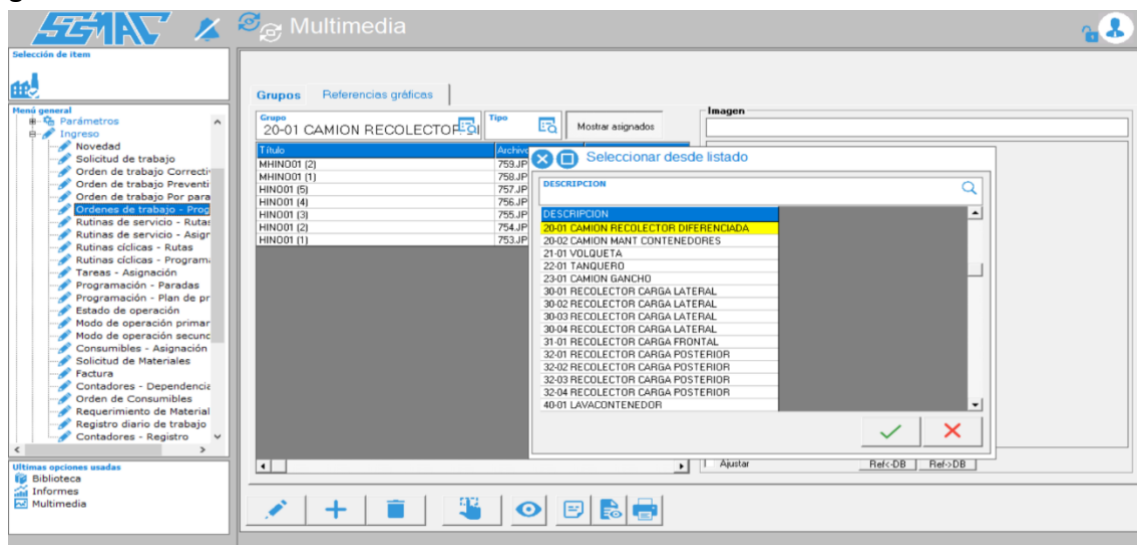 SGMAC
Multimedia
Selección de item
Menú general
Parámetros
Ingreso
Novedad
Solicitud de trabajo
Orden de trabajo Correcti
Orden de trabajo Preventi
Orden de trabajo Por para
Ordenes de trabajo - Prog
Rutinas de servicio - Rutas
Rutinas de servicio - Asigr
Rutinas cíclicas - Rutas
Rutinas cíclicas - Program
Tareas - Asignación
Programación - Paradas
Programación - Plan de pr
Estado de operación
Modo de operación primar
Modo de operación secunc
Consumibles - Asignación
Solicitud de Materiales
Factura
Contadores - Dependencia
Orden de Consumibles
Requerimiento de Material
Registro diario de trabajo
Contadores - Registro
Ultimas opciones usadas
Biblioteca
Informes
Multimedia
Grupos Referencias gráficas
Grupo
20-01 CAMION RECOLECTOR
Tipo
Mostrar asignados
Imagen
Título Archivo
MHINO01 (2) 759.JP
MHINO01 (1) 758.JP
HINO01 (5) 757.JP
HINO01 (4) 756.JP
HINO01 (3) 755.JP
HINO01 (2) 754.JP
HINO01 (1) 753.JP
Seleccionar desde listado
DESCRIPCION
DESCRIPCION
20-01 CAMION RECOLECTOR DIFERENCIADA
20-02 CAMION MANT CONTENEDORES
21-01 VOLQUETA
22-01 TANQUERO
23-01 CAMION GANCHO
30-01 RECOLECTOR CARGA LATERAL
30-02 RECOLECTOR CARGA LATERAL
30-03 RECOLECTOR CARGA LATERAL
30-04 RECOLECTOR CARGA LATERAL
31-01 RECOLECTOR CARGA FRONTAL
32-01 RECOLECTOR CARGA POSTERIOR
32-02 RECOLECTOR CARGA POSTERIOR
32-03 RECOLECTOR CARGA POSTERIOR
32-04 RECOLECTOR CARGA POSTERIOR
40-01 LAVACONTENEDOR
Ajustar Ref<-DB Ref->DB